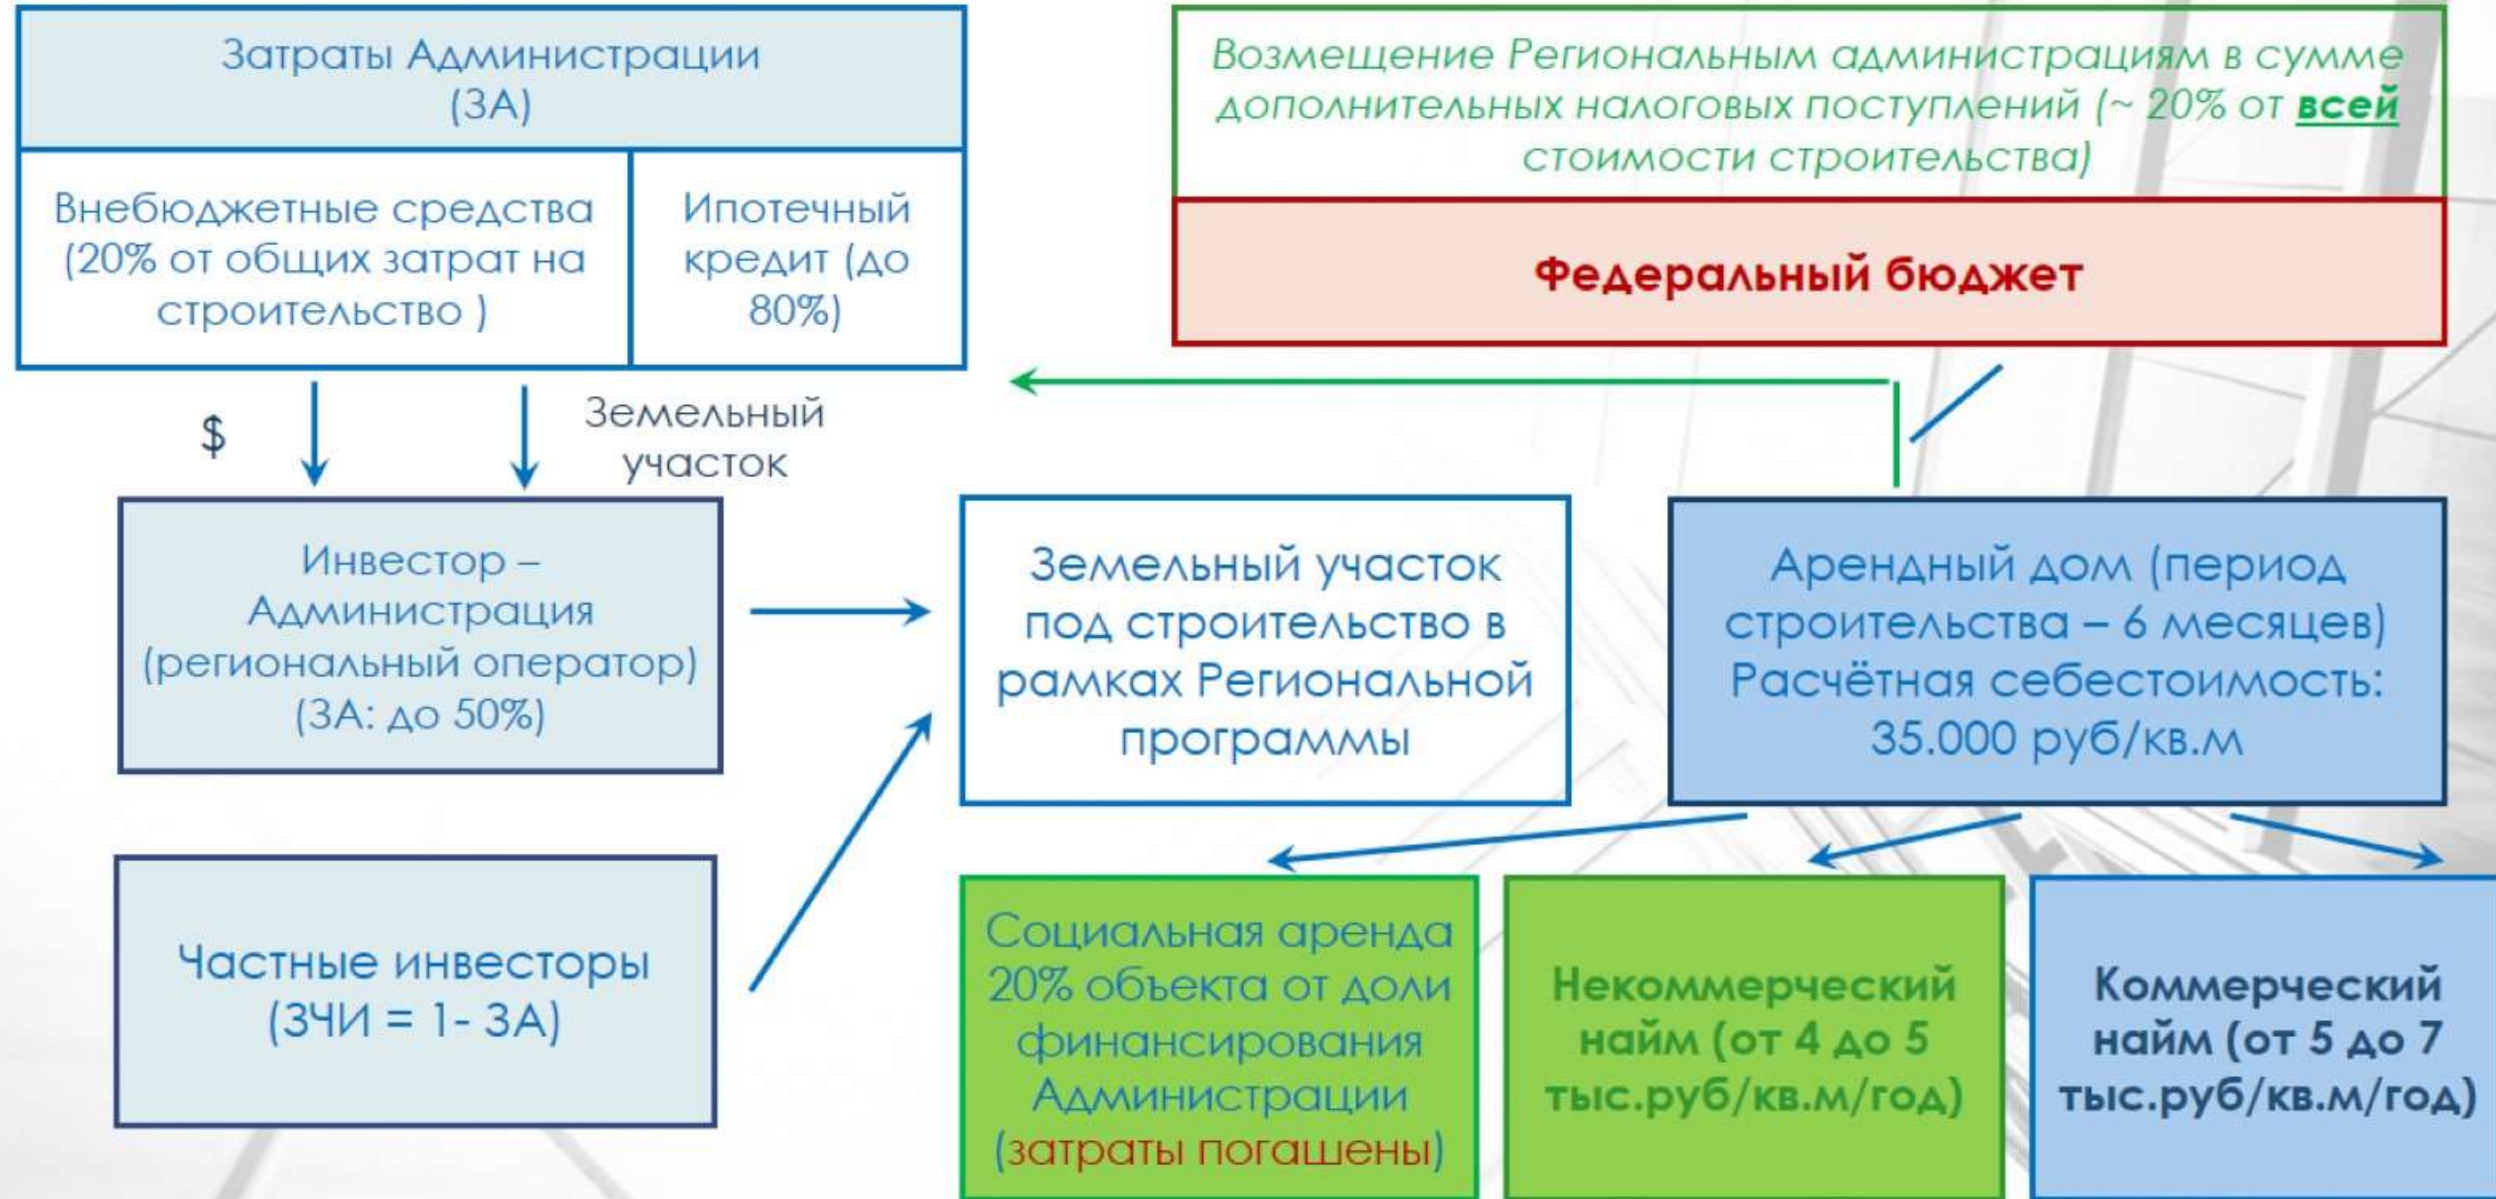 Затраты Администрации
(ЗА)
Внебюджетные средства
(20% от общих затрат на
строительство )
Ипотечный
кредит (до
80%)
Возмещение Региональным администрациям в сумме
дополнительных налоговых поступлений (~ 20% от всей
стоимости строительства)
Федеральный бюджет
$
Земельный
участок
Инвестор –
Администрация
(региональный оператор)
(ЗА: до 50%)
Земельный участок
под строительство в
рамках Региональной
программы
Арендный дом (период
строительства – 6 месяцев)
Расчётная себестоимость:
35.000 руб/кв.м
Частные инвесторы
(ЗЧИ = 1- ЗА)
Социальная аренда
20% объекта от доли
финансирования
Администрации
(затраты погашены)
Некоммерческий
найм (от 4 до 5
тыс.руб/кв.м/год)
Коммерческий
найм (от 5 до 7
тыс.руб/кв.м/год)